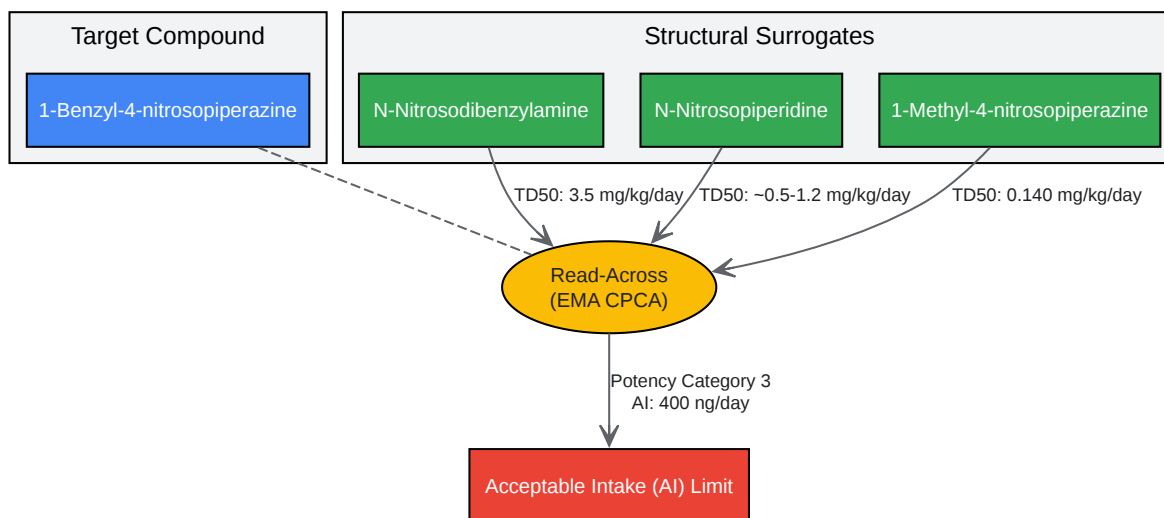 Target Compound
Structural Surrogates
1-Benzyl-4-nitrosopiperazine
N-Nitrosodibenzylamine
N-Nitrosopiperidine
1-Methyl-4-nitrosopiperazine
TD50: 3.5 mg/kg/day
TD50: ~0.5-1.2 mg/kg/day
TD50: 0.140 mg/kg/day
Read-Across
(EMA CPCA)
Potency Category 3
AI: 400 ng/day
Acceptable Intake (AI) Limit